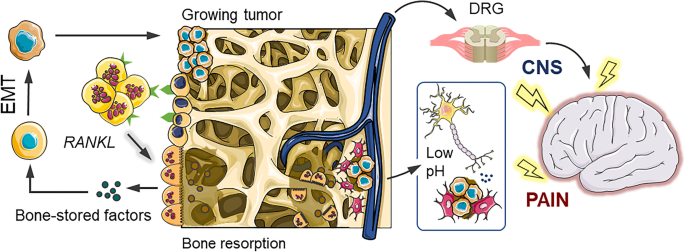 Growing tumor
DRG
CNS
EMT
RANKL
Low
pH
PAIN
Bone-stored factors
Bone resorption